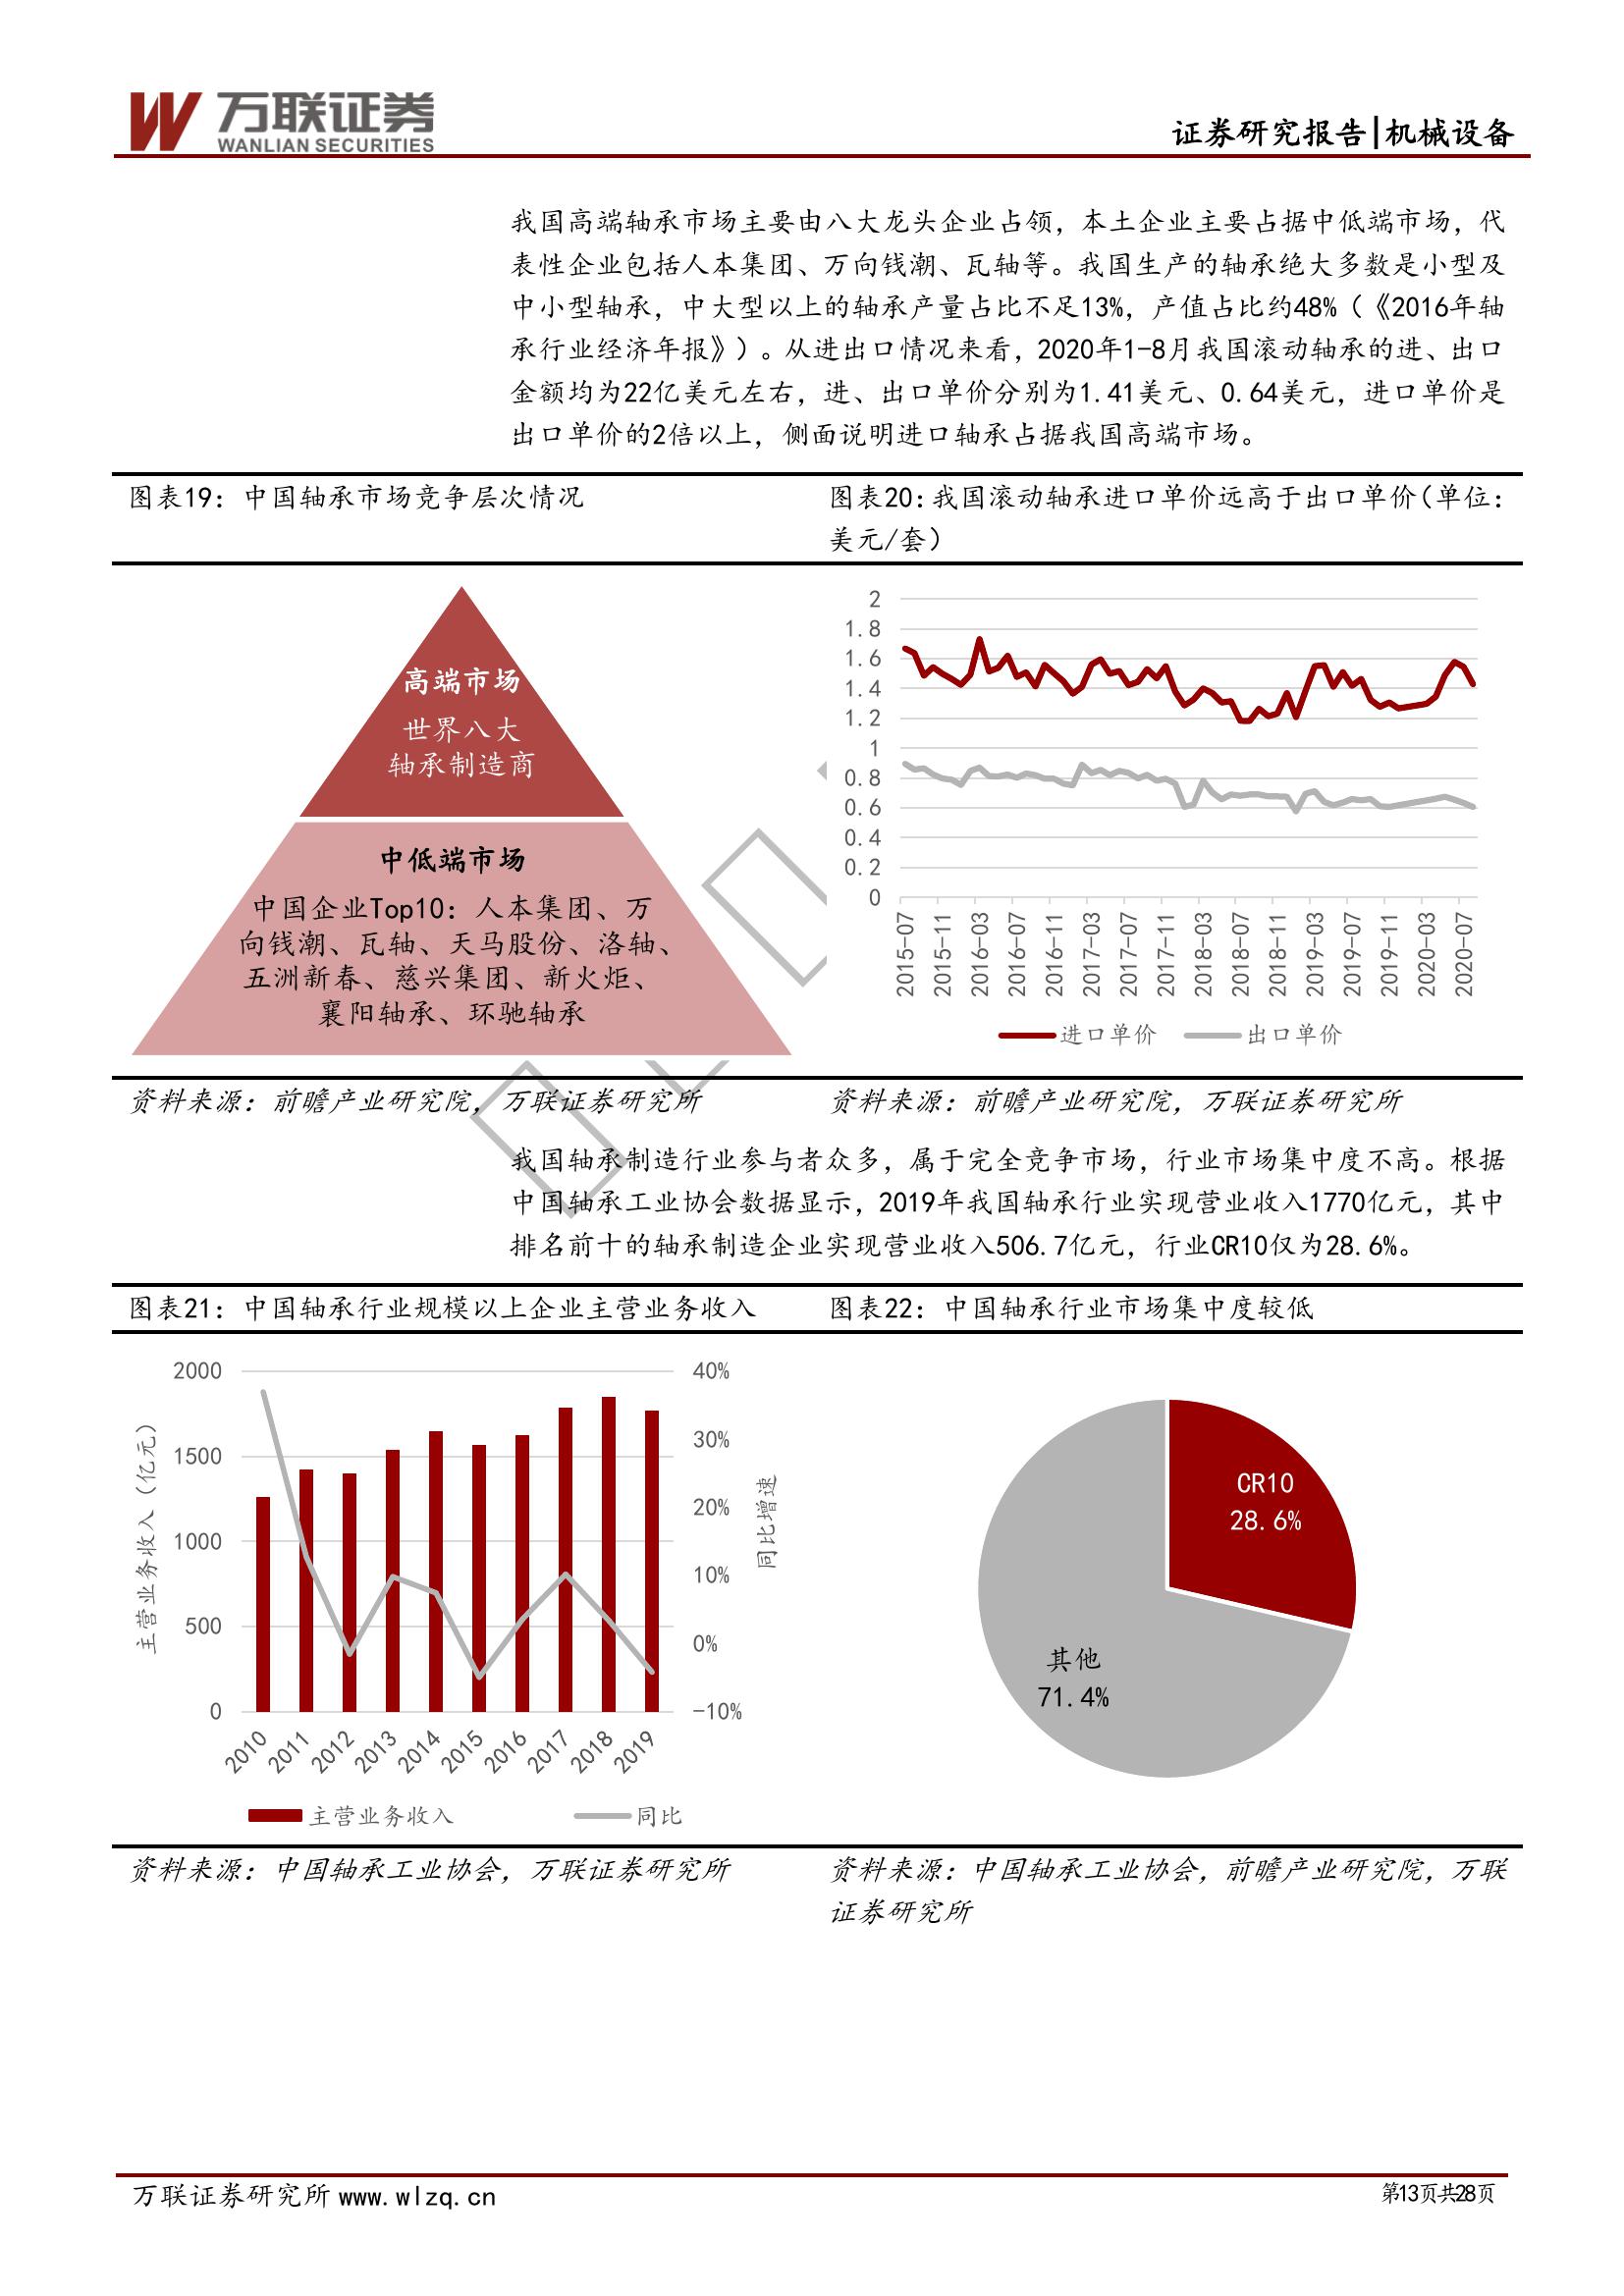 万联证券
WANLIAN SECURITIES
证券研究报告|机械设备
我国高端轴承市场主要由八大龙头企业占领，本土企业主要占据中低端市场，代
表性企业包括人本集团、万向钱潮、瓦轴等。我国生产的轴承绝大多数是小型及
中小型轴承，中大型以上的轴承产量占比不足13%，产值占比约48%（《2016年轴
承行业经济年报》）。从进出口情况来看，2020年1-8月我国滚动轴承的进、出口
金额均为22亿美元左右，进、出口单价分别为1.41美元、0.64美元，进口单价是
出口单价的2倍以上，侧面说明进口轴承占据我国高端市场。
图表19：中国轴承市场竞争层次情况
高端市场
世界八大
轴承制造商
中低端市场
中国企业Top10：人本集团、万
向钱潮、瓦轴、天马股份、洛轴、
五洲新春、慈兴集团、新火炬、
襄阳轴承、环驰轴承
资料来源：前瞻产业研究院，万联证券研究所
图表20：我国滚动轴承进口单价远高于出口单价（单位：
美元/套）
2
1.8
1.6
1.4
1.2
1
0.8
0.6
0.4
0.2
0
2015-07
2015-11
2016-03
2016-07
2016-11
2017-03
2017-07
2017-11
2018-03
2018-07
2018-11
2019-03
2019-07
2019-11
2020-03
2020-07
进口单价 出口单价
资料来源：前瞻产业研究院，万联证券研究所
我国轴承制造行业参与者众多，属于完全竞争市场，行业市场集中度不高。根据
中国轴承工业协会数据显示，2019年我国轴承行业实现营业收入1770亿元，其中
排名前十的轴承制造企业实现营业收入506.7亿元，行业CR10仅为28.6%。
图表21：中国轴承行业规模以上企业主营业务收入
主营业务收入（亿元）
2000
1500
1000
500
0
40%
30%
20%
10%
0%
-10%
同比增速
2010
2011
2012
2013
2014
2015
2016
2017
2018
2019
主营业务收入 同比
资料来源：中国轴承工业协会，万联证券研究所
图表22：中国轴承行业市场集中度较低
CR10
28.6%
其他
71.4%
资料来源：中国轴承工业协会，前瞻产业研究院，万联
证券研究所
万联证券研究所 www.wlzq.cn
第13页共28页